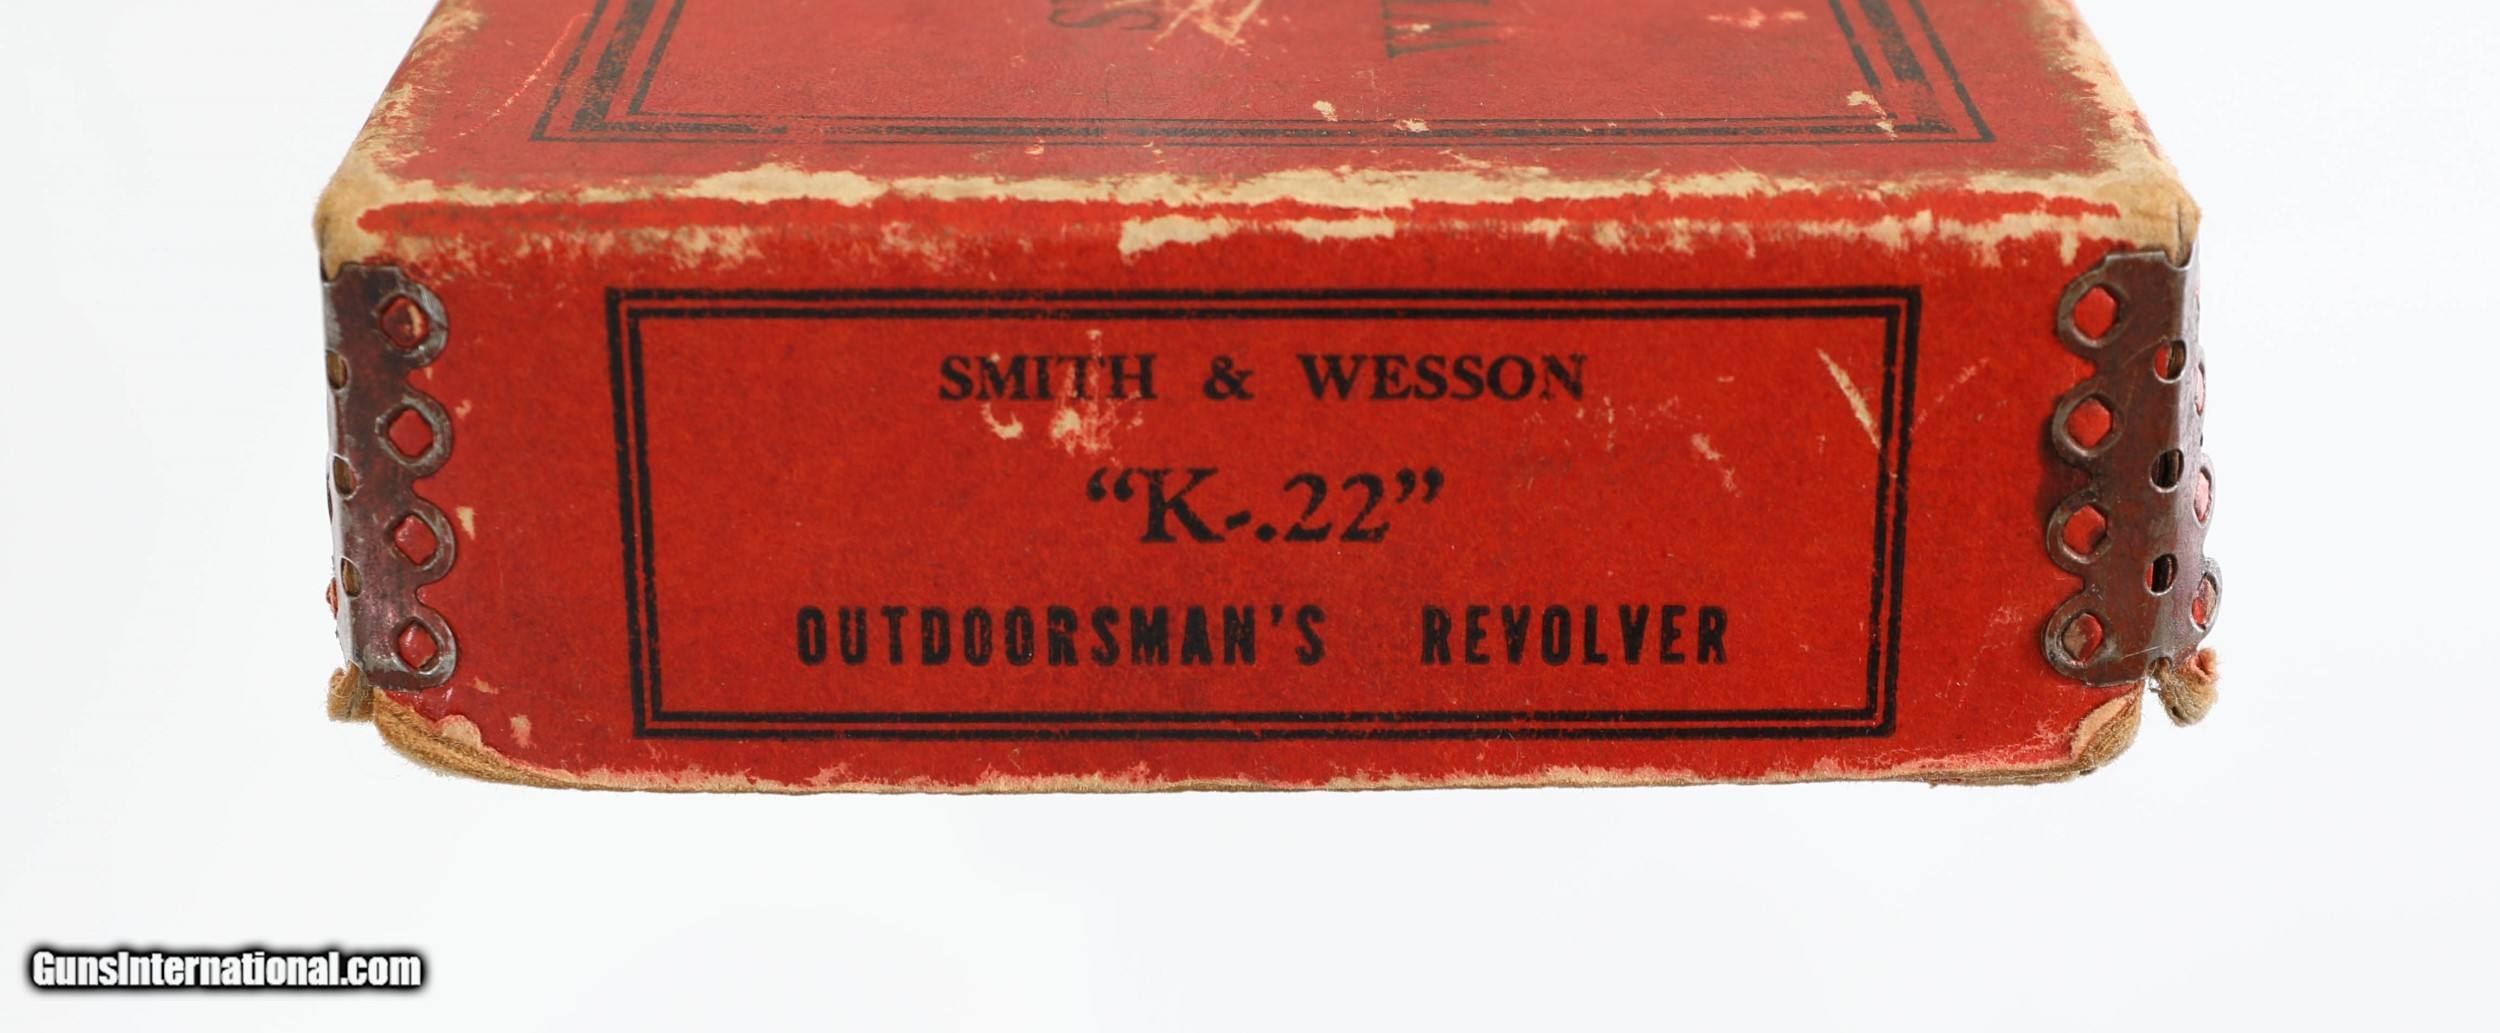 SMITH & WESSON
“K-.22”
OUTDOORSMAN'S REVOLVER
GunsInternational.com